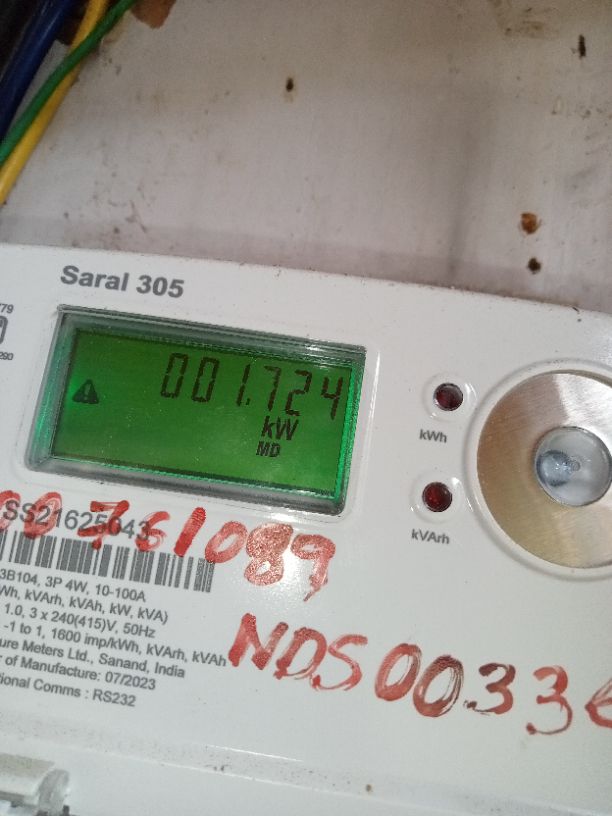 Saral 305
001.724
kW
MD
kWh
kVArh
SS21625043
00761089
3B104, 3P 4W, 10-100A
Wh, kVArh, kVAh, kW, kVA)
1.0, 3 x 240(415)V, 50Hz
-1 to 1, 1600 imp/kWh, kVArh, kVAh
ure Meters Ltd., Sanand, India
r of Manufacture: 07/2023
tional Comms : RS232
NDS00336